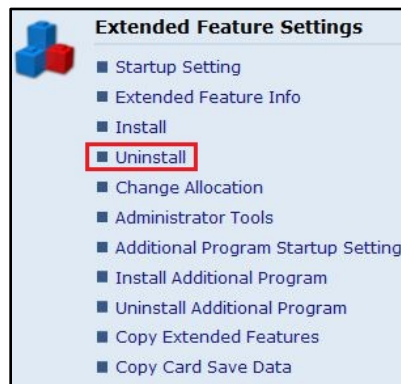 Extended Feature Settings
Startup Setting
Extended Feature Info
Install
Uninstall
Change Allocation
Administrator Tools
Additional Program Startup Setting
Install Additional Program
Uninstall Additional Program
Copy Extended Features
Copy Card Save Data